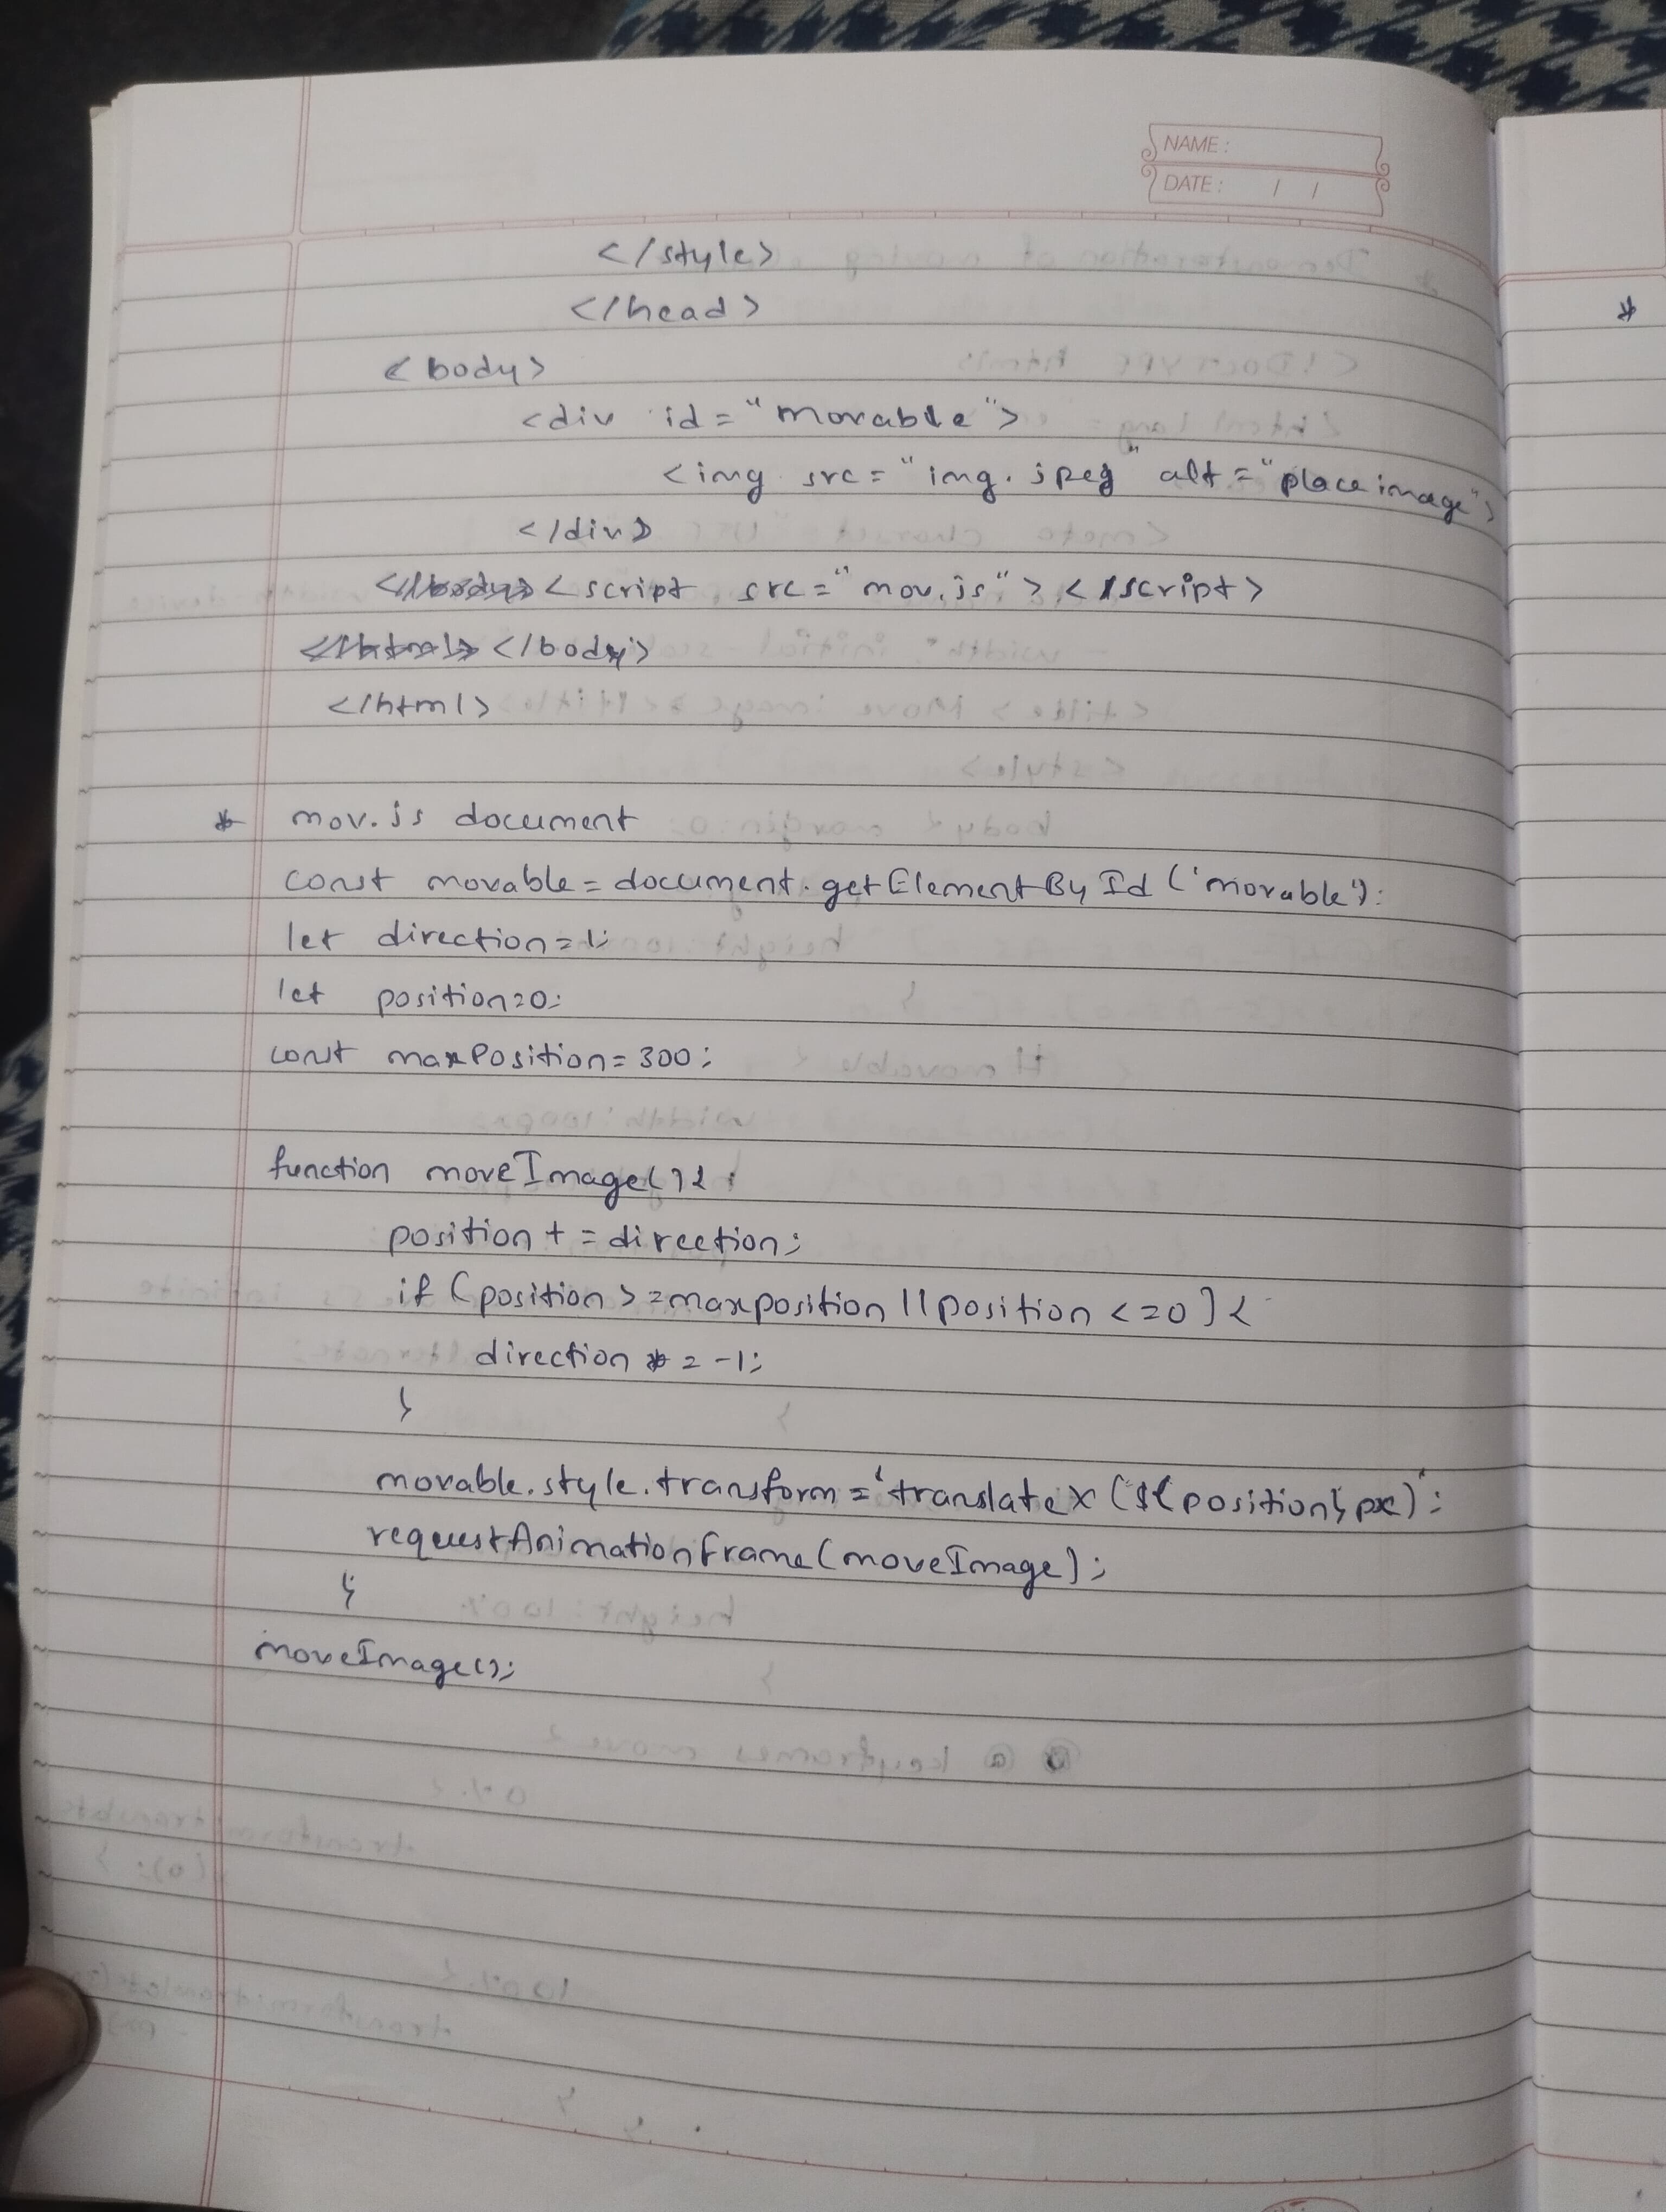 NAME :
DATE : / /
</style>
</head>
*
<body>
<div id = "movable">
<img src = "img.jpeg" alt = "place image">
</div>
<script src = "mov.js"> </script>
</body>
</html>
* mov.js document
const movable = document.getElementById ('movable');
let direction = 1;
let position = 0;
const maxPosition = 300;
function moveImage() { ;
position + = direction;
if (position > = maxposition || position < = 0) {
direction * = -1;
}
movable.style.transform = 'translate X (${position} px)';
requestAnimationFrame (moveImage);
}
moveImage();